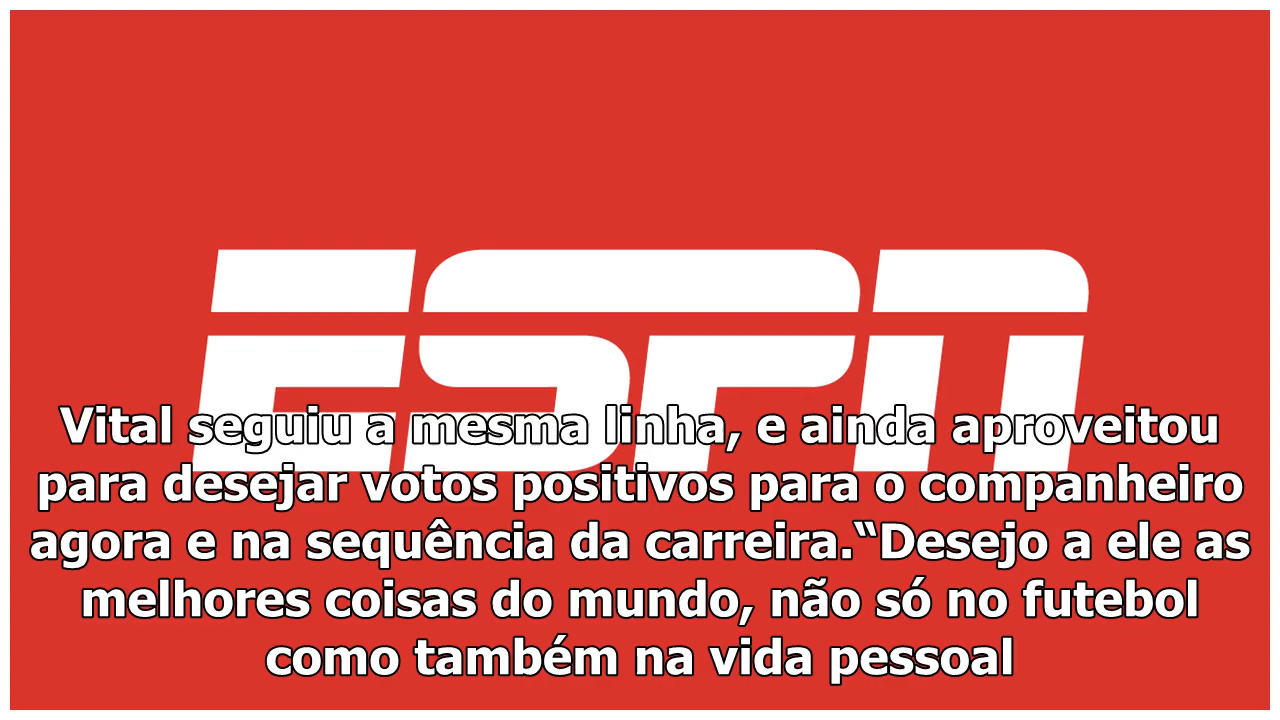 ESPN
Vital seguiu a mesma linha, e ainda aproveitou
para desejar votos positivos para o companheiro
agora e na sequência da carreira.“Desejo a ele as
melhores coisas do mundo, não só no futebol
como também na vida pessoal